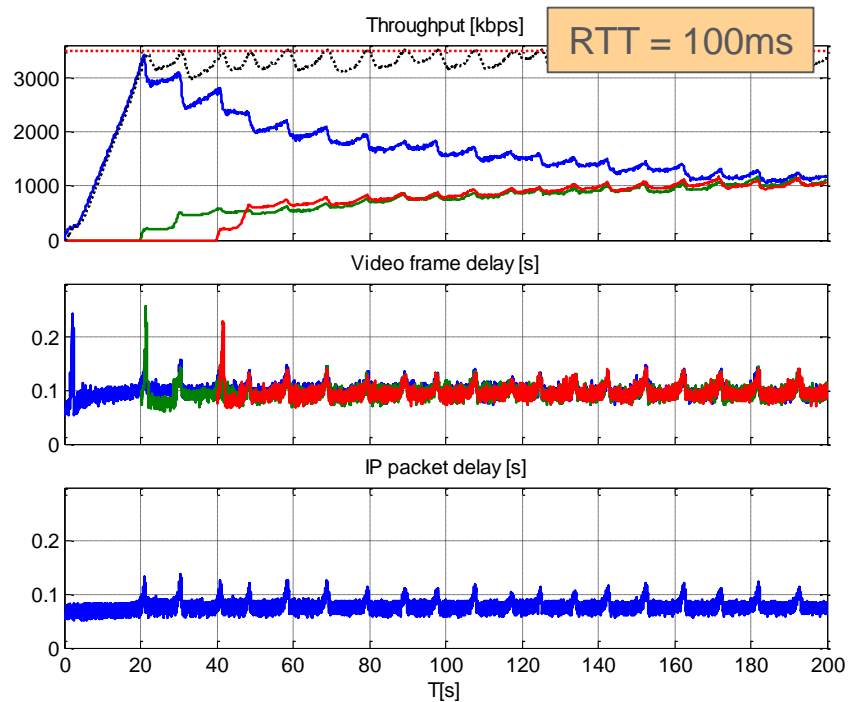 Throughput [kbps]
RTT = 100ms
3000
2000
1000
0
Video frame delay [s]
0.2
0.1
0
IP packet delay [s]
0.2
0.1
0
0 20 40 60 80 100 120 140 160 180 200
T[s]